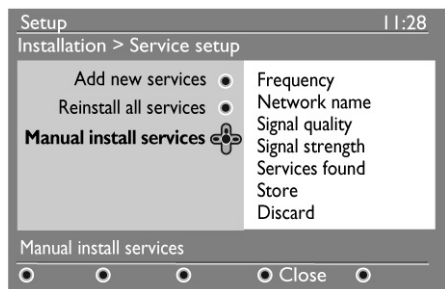 Setup 11:28
Installation > Service setup
Add new services
Reinstall all services
Manual install services
Frequency
Network name
Signal quality
Signal strength
Services found
Store
Discard
Manual install services
Close